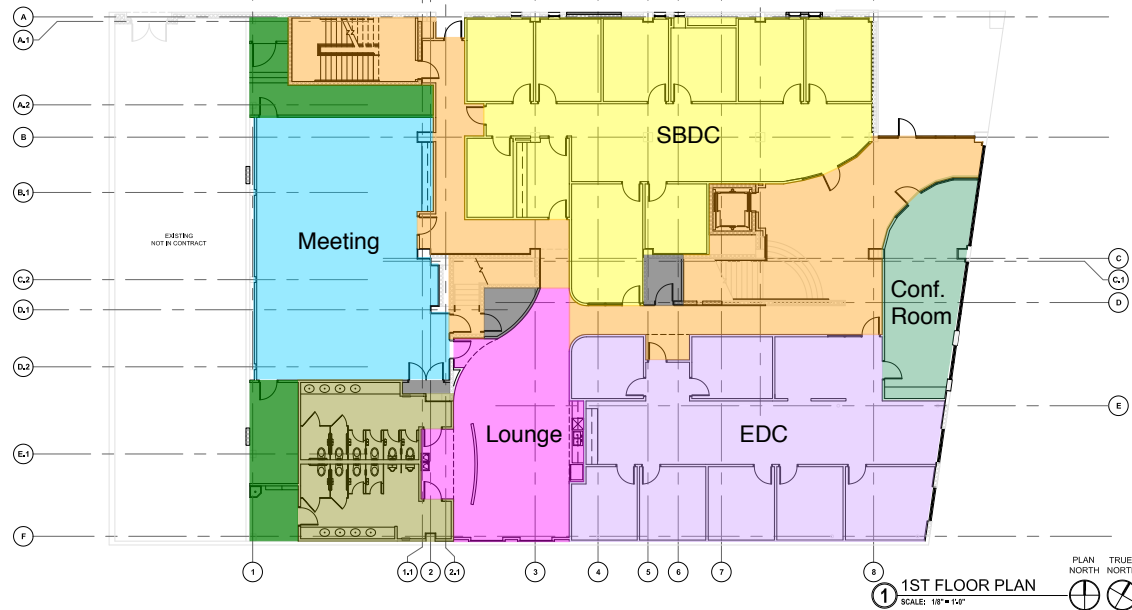 A
A.1
A.2
B
B.1
C.2
D.1
D.2
E.1
F
EXISTING
NOT IN CONTRACT
Meeting
SBDC
Conf.
Room
Lounge
EDC
C
C.1
D
E
1
1.1
2
2.1
3
4
5
6
7
8
1
1ST FLOOR PLAN
SCALE: 1/8" = 1'-0"
PLAN
NORTH
TRUE
NORTH